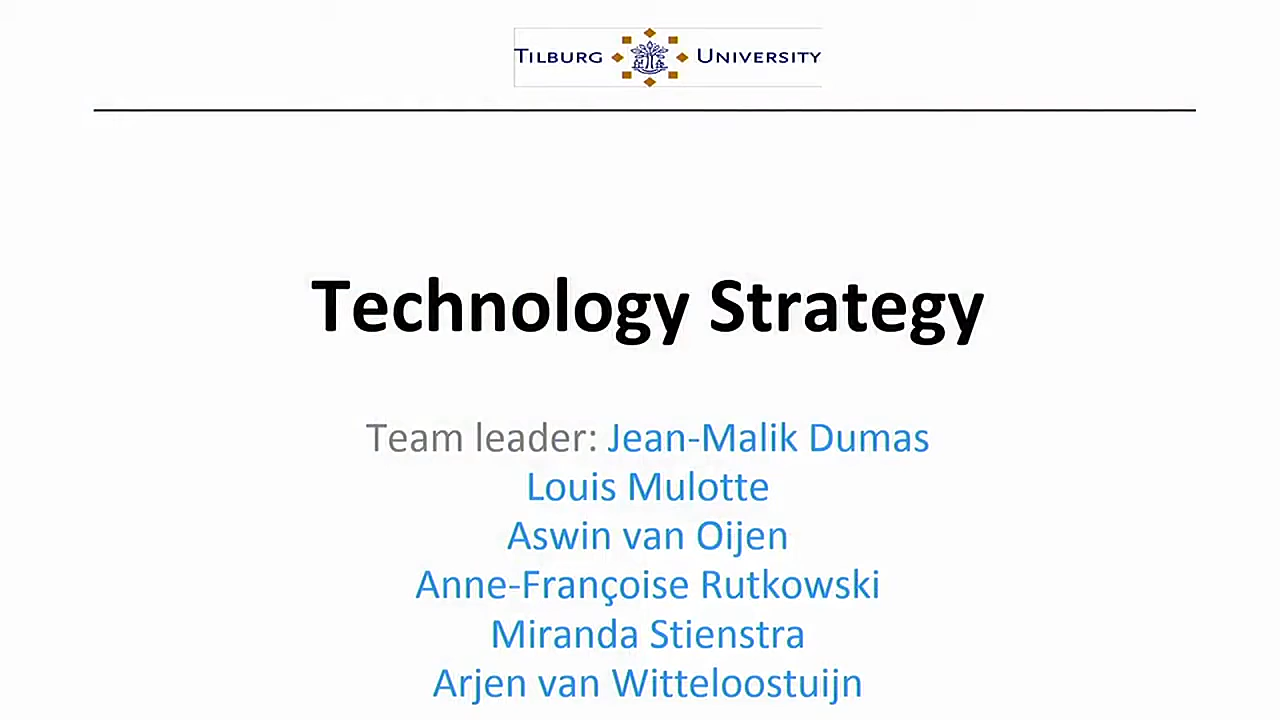 TILBURG UNIVERSITY
Technology Strategy
Team leader: Jean-Malik Dumas
Louis Mulotte
Aswin van Oijen
Anne-Françoise Rutkowski
Miranda Stienstra
Arjen van Witteloostuijn